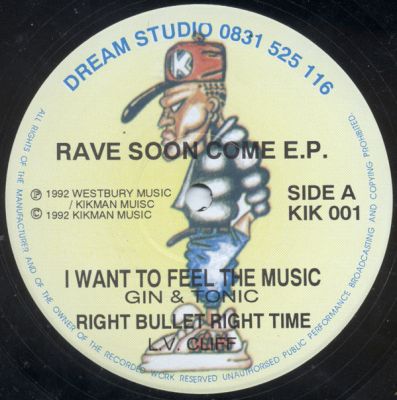 DREAM STUDIO 0831 525 116
K
RAVE SOON COME E.P.
℗ 1992 WESTBURY MUSIC
/ KIKMAN MUISC
© 1992 KIKMAN MUSIC
SIDE A
KIK 001
I WANT TO FEEL THE MUSIC
GIN & TONIC
RIGHT BULLET RIGHT TIME
L.V. CLIFF
ALL RIGHTS OF THE MANUFACTURER AND OF THE OWNER OF THE RECORDED WORK RESERVED UNAUTHORISED PUBLIC PERFORMANCE BROADCASTING AND COPYING PROHIBITED.